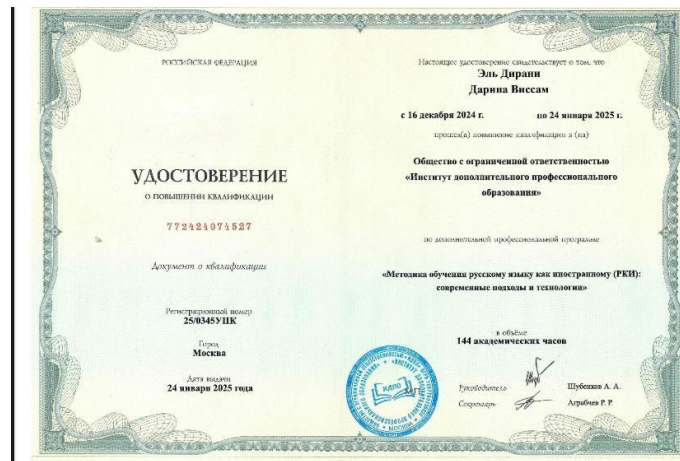 РОССИЙСКАЯ ФЕДЕРАЦИЯ
УДОСТОВЕРЕНИЕ
О ПОВЫШЕНИИ КВАЛИФИКАЦИИ
772424074527
Документ о квалификации
Регистрационный номер
25/0345УПК
Город
Москва
Дата выдачи
24 января 2025 года
Настоящее удостоверение свидетельствует о том, что
Эль Дирани
Дарина Виссам
с 16 декабря 2024 г. по 24 января 2025 г.
прошел(а) повышение квалификации в (на)
Общество с ограниченной ответственностью
«Институт дополнительного профессионального
образования»
по дополнительной профессиональной программе
«Методика обучения русскому языку как иностранному (РКИ):
современные подходы и технологии»
в объёме
144 академических часов
Руководитель Шубенков А. А.
Секретарь Аграбчев Р. Р.